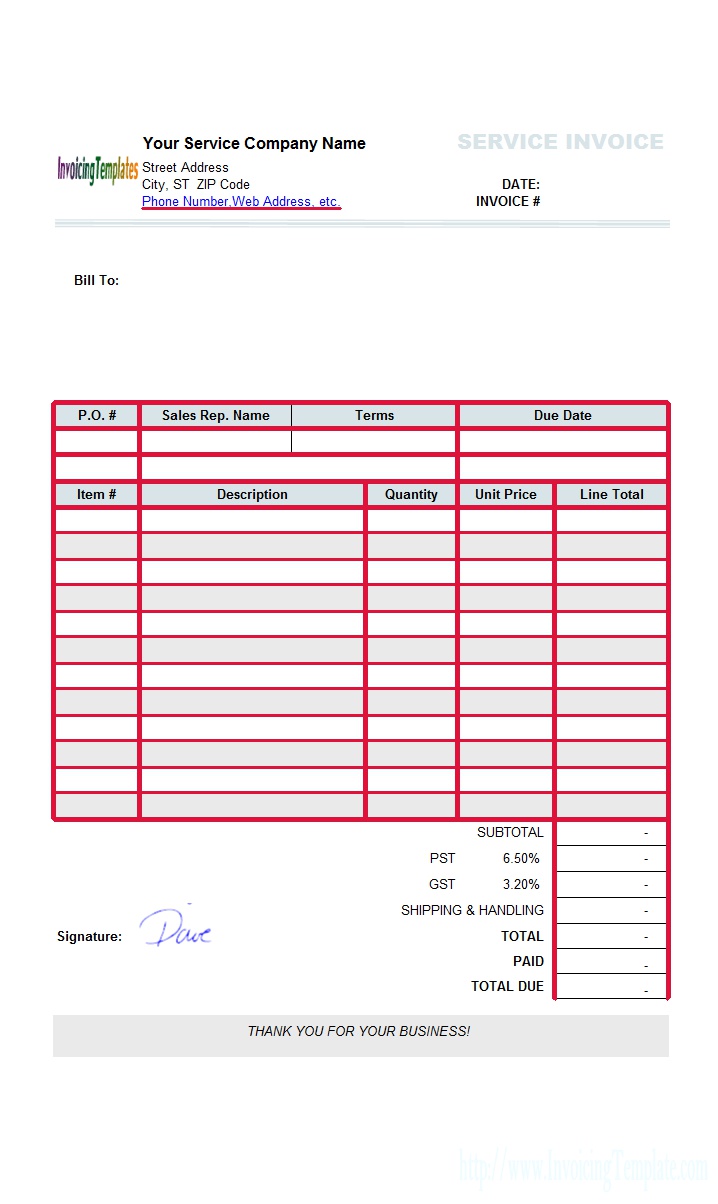 Your Service Company Name
SERVICE INVOICE
InvoicingTemplates
Street Address
City, ST  ZIP Code
DATE:
Phone Number,Web Address, etc.
INVOICE #
Bill To:
P.O. # Sales Rep. Name Terms Due Date
Item # Description Quantity Unit Price Line Total
SUBTOTAL -
PST 6.50% -
GST 3.20% -
SHIPPING & HANDLING -
Signature: Dave TOTAL -
PAID -
TOTAL DUE -
THANK YOU FOR YOUR BUSINESS!
http://www.InvoicingTemplate.com